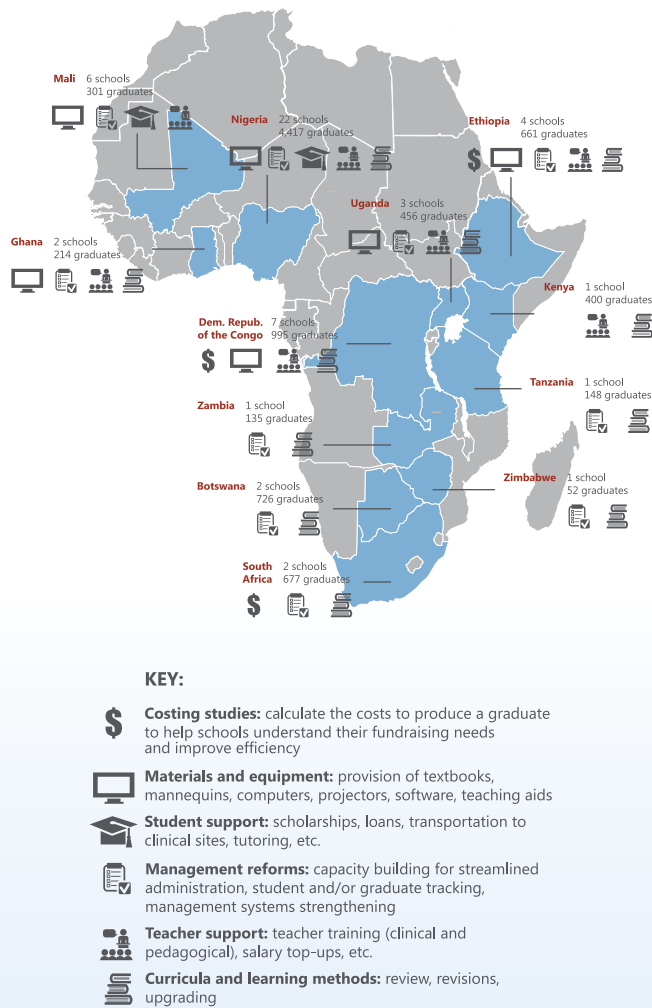 Mali 6 schools
301 graduates
Nigeria 22 schools
4,417 graduates
Ethiopia 4 schools
661 graduates
$
Uganda 3 schools
456 graduates
Ghana 2 schools
214 graduates
Kenya 1 school
400 graduates
Dem. Repub. 7 schools
of the Congo 995 graduates
$
Tanzania 1 school
148 graduates
Zambia 1 school
135 graduates
Botswana 2 schools
726 graduates
Zimbabwe 1 school
52 graduates
South 2 schools
Africa 677 graduates
$
KEY:
$ Costing studies: calculate the costs to produce a graduate
to help schools understand their fundraising needs
and improve efficiency
Materials and equipment: provision of textbooks,
mannequins, computers, projectors, software, teaching aids
Student support: scholarships, loans, transportation to
clinical sites, tutoring, etc.
Management reforms: capacity building for streamlined
administration, student and/or graduate tracking,
management systems strengthening
Teacher support: teacher training (clinical and
pedagogical), salary top-ups, etc.
Curricula and learning methods: review, revisions,
upgrading